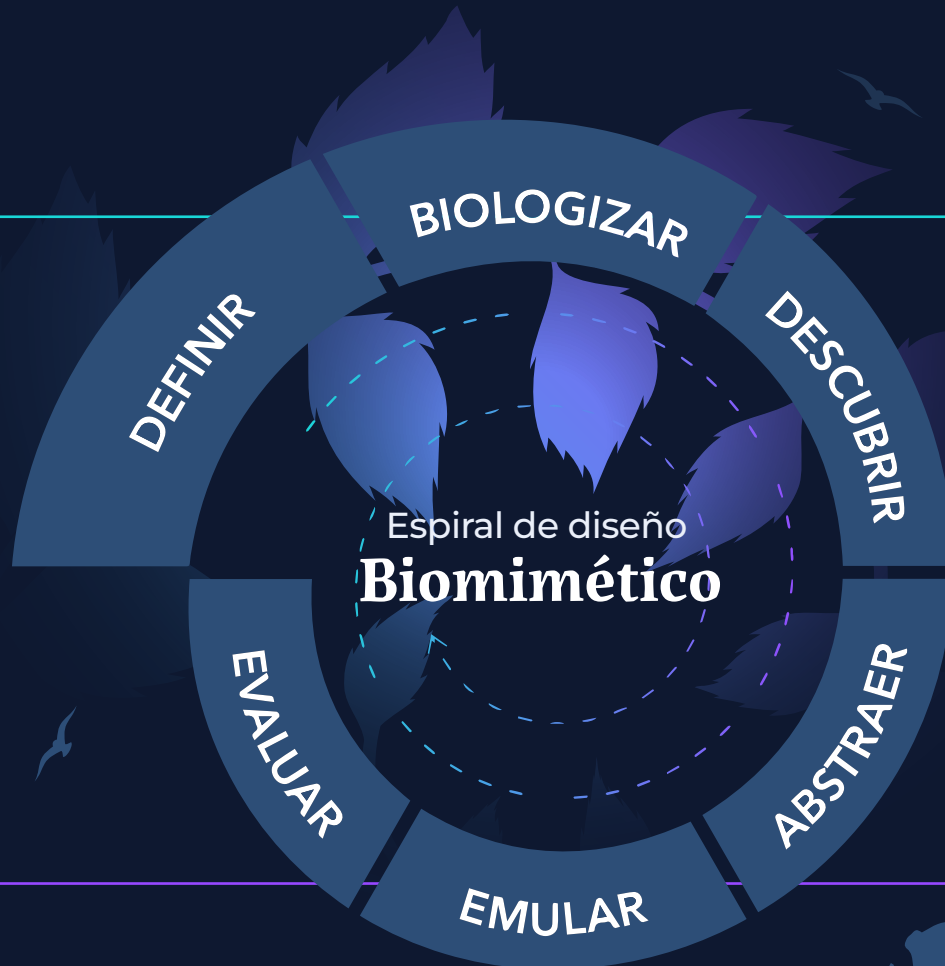 DEFINIR
BIOLOGIZAR
DESCUBRIR
Espiral de diseño
Biomimético
ABSTRAER
EMULAR
EVALUAR